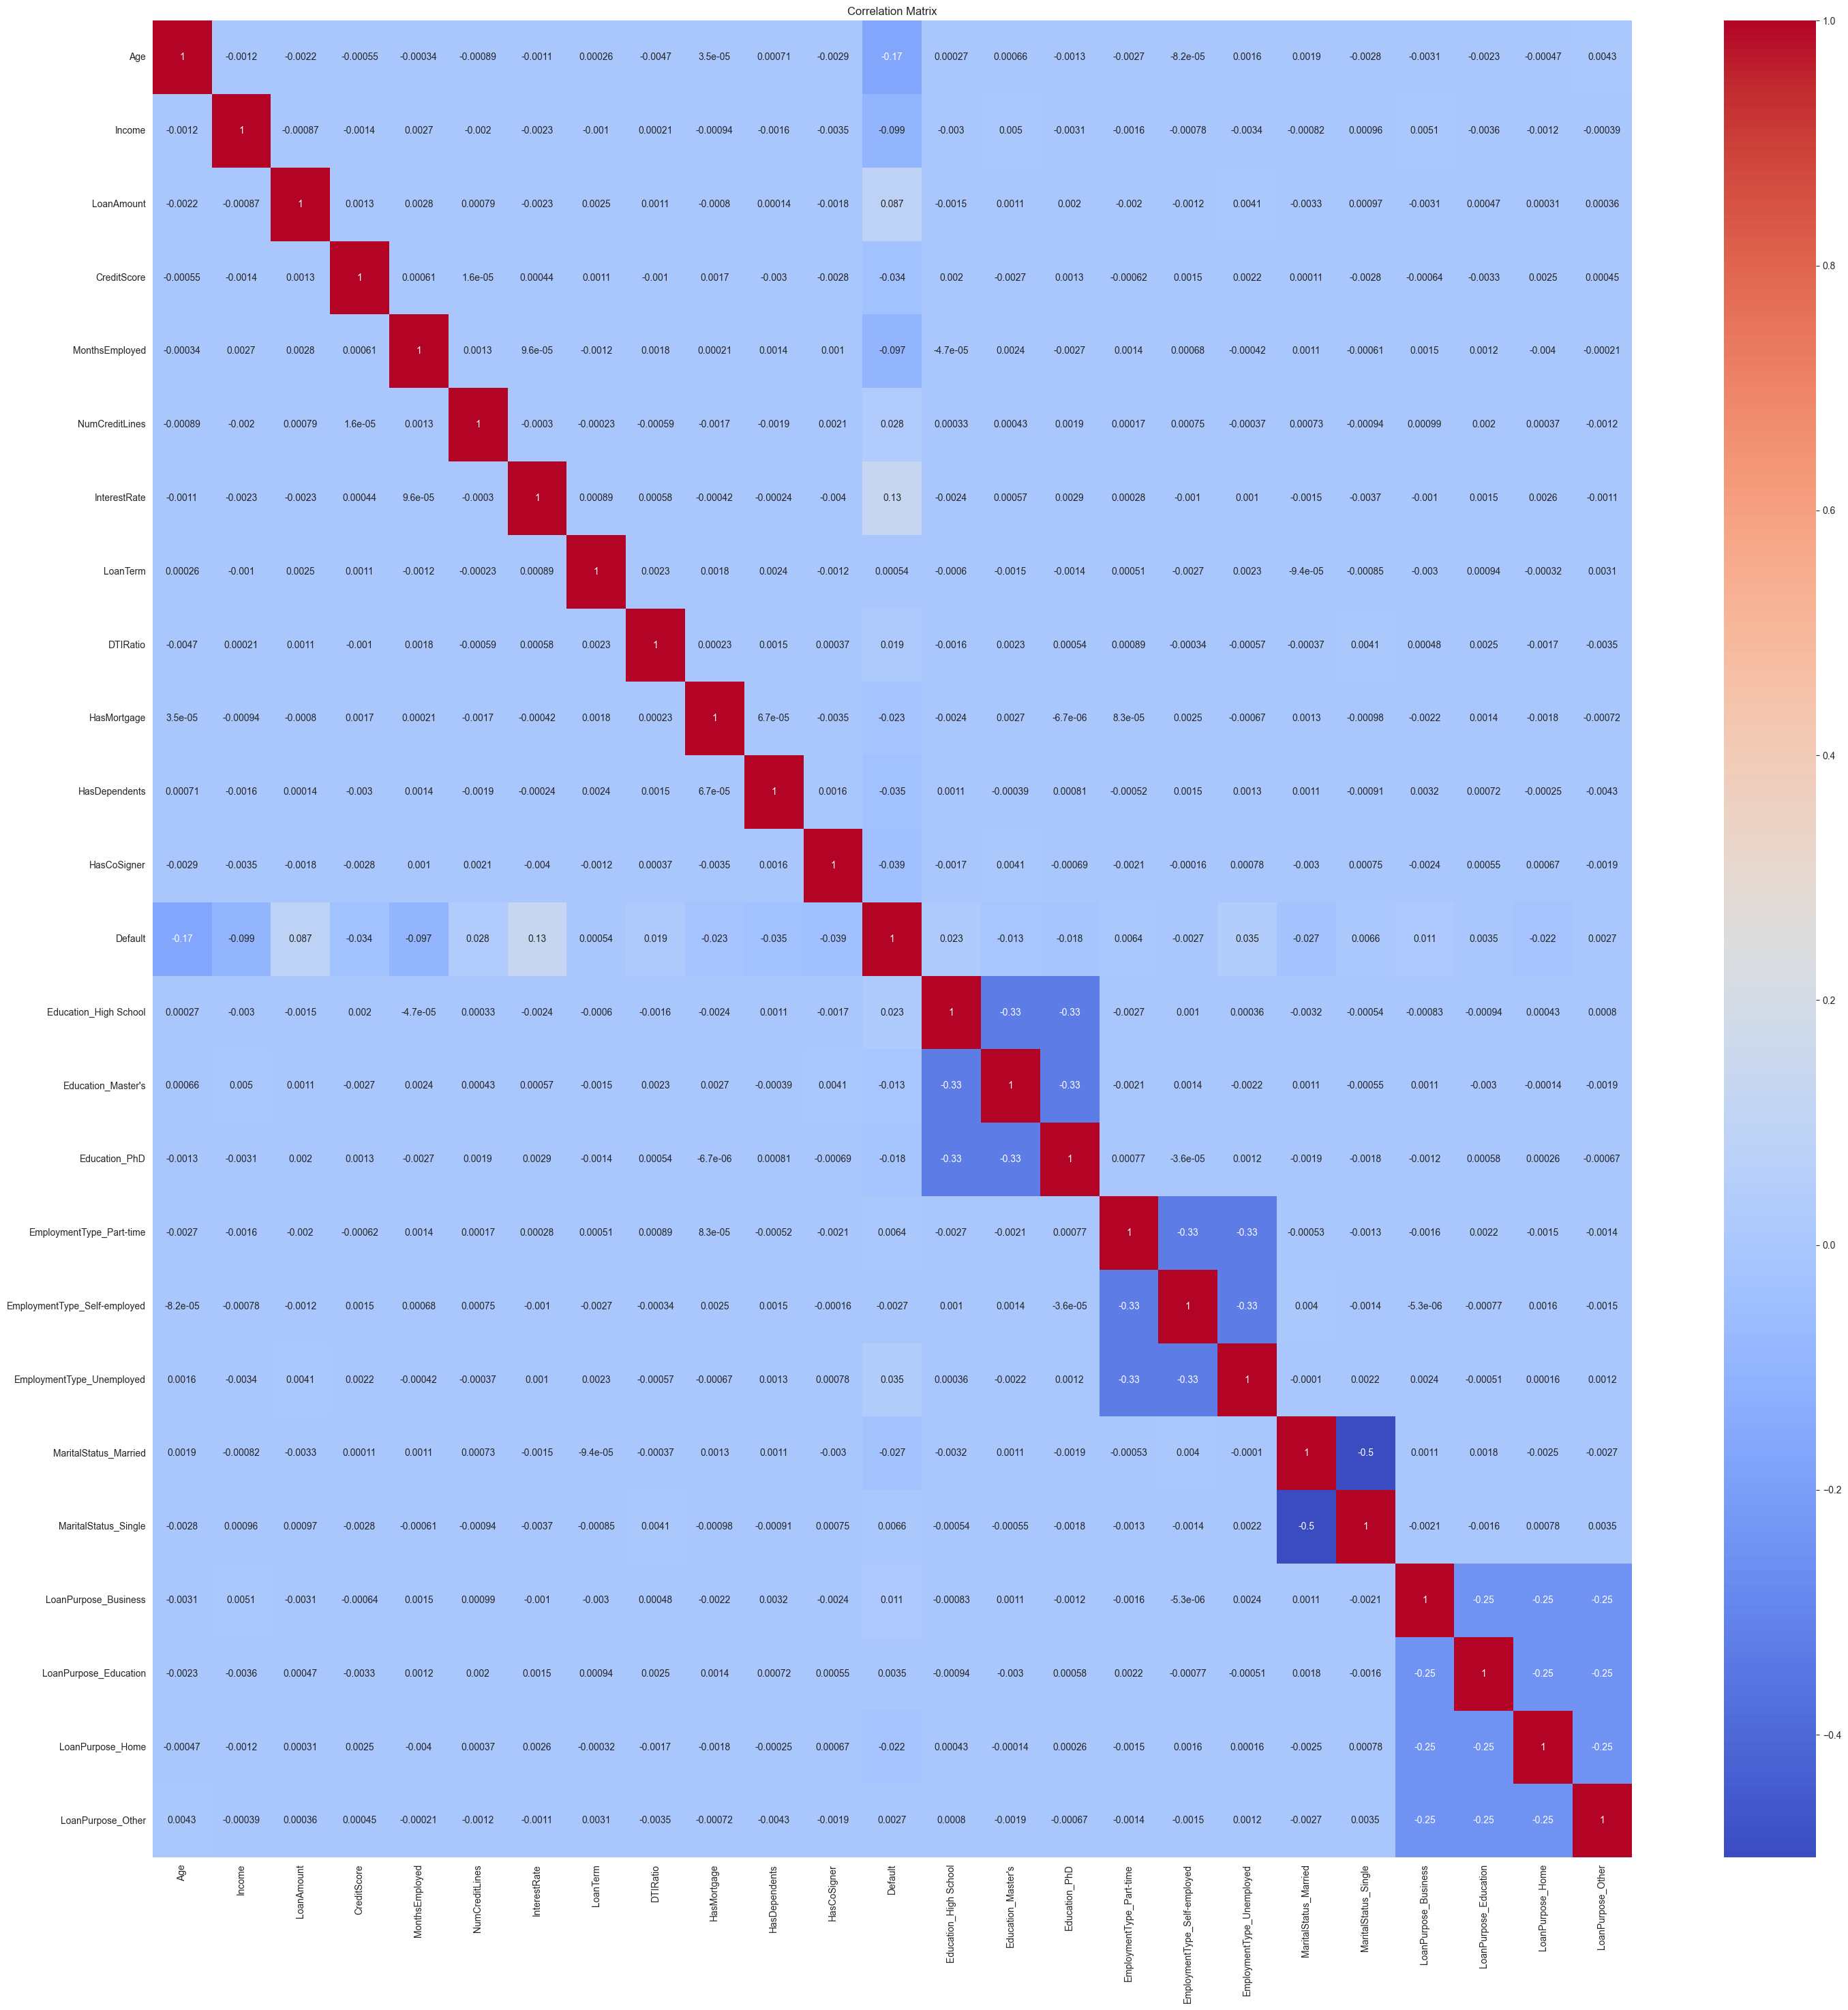 Correlation Matrix
Age 1 -0.0012 -0.0022 -0.00055 -0.00034 -0.00089 -0.0011 0.00026 -0.0047 3.5e-05 0.00071 -0.0029 -0.17 0.00027 0.00066 -0.0013 -0.0027 -8.2e-05 0.0016 0.0019 -0.0028 -0.0031 -0.0023 -0.00047 0.0043
Income -0.0012 1 -0.00087 -0.0014 0.0027 -0.002 -0.0023 -0.001 0.00021 -0.00094 -0.0016 -0.0035 -0.099 -0.003 0.005 -0.0031 -0.0016 -0.00078 -0.0034 -0.00082 0.00096 0.0051 -0.0036 -0.0012 -0.00039
LoanAmount -0.0022 -0.00087 1 0.0013 0.0028 0.00079 -0.0023 0.0025 0.0011 -0.0008 0.00014 -0.0018 0.087 -0.0015 0.0011 0.002 -0.002 -0.0012 0.0041 -0.0033 0.00097 -0.0031 0.00047 0.00031 0.00036
CreditScore -0.00055 -0.0014 0.0013 1 0.00061 1.6e-05 0.00044 0.0011 -0.001 0.0017 -0.003 -0.0028 -0.034 0.002 -0.0027 0.0013 -0.00062 0.0015 0.0022 0.00011 -0.0028 -0.00064 -0.0033 0.0025 0.00045
MonthsEmployed -0.00034 0.0027 0.0028 0.00061 1 0.0013 9.6e-05 -0.0012 0.0018 0.00021 0.0014 0.001 -0.097 -4.7e-05 0.0024 -0.0027 0.0014 0.00068 -0.00042 0.0011 -0.00061 0.0015 0.0012 -0.004 -0.00021
NumCreditLines -0.00089 -0.002 0.00079 1.6e-05 0.0013 1 -0.0003 -0.00023 -0.00059 -0.0017 -0.0019 0.0021 0.028 0.00033 0.00043 0.0019 0.00017 0.00075 -0.00037 0.00073 -0.00094 0.00099 0.002 0.00037 -0.0012
InterestRate -0.0011 -0.0023 -0.0023 0.00044 9.6e-05 -0.0003 1 0.00089 0.00058 -0.00042 -0.00024 -0.004 0.13 -0.0024 0.00057 0.0029 0.00028 -0.001 0.001 -0.0015 -0.0037 -0.001 0.0015 0.0026 -0.0011
LoanTerm 0.00026 -0.001 0.0025 0.0011 -0.0012 -0.00023 0.00089 1 0.0023 0.0018 0.0024 -0.0012 0.00054 -0.0006 -0.0015 -0.0014 0.00051 -0.0027 0.0023 -9.4e-05 -0.00085 -0.003 0.00094 -0.00032 0.0031
DTIRatio -0.0047 0.00021 0.0011 -0.001 0.0018 -0.00059 0.00058 0.0023 1 0.00023 0.0015 0.00037 0.019 -0.0016 0.0023 0.00054 0.00089 -0.00034 -0.00057 -0.00037 0.0041 0.00048 0.0025 -0.0017 -0.0035
HasMortgage 3.5e-05 -0.00094 -0.0008 0.0017 0.00021 -0.0017 -0.00042 0.0018 0.00023 1 6.7e-05 -0.0035 -0.023 -0.0024 0.0027 -6.7e-06 8.3e-05 0.0025 -0.00067 0.0013 -0.00098 -0.0022 0.0014 -0.0018 -0.00072
HasDependents 0.00071 -0.0016 0.00014 -0.003 0.0014 -0.0019 -0.00024 0.0024 0.0015 6.7e-05 1 0.0016 -0.035 0.0011 -0.00039 0.00081 -0.00052 0.0015 0.0013 0.0011 -0.00091 0.0032 0.00072 -0.00025 -0.0043
HasCoSigner -0.0029 -0.0035 -0.0018 -0.0028 0.001 0.0021 -0.004 -0.0012 0.00037 -0.0035 0.0016 1 -0.039 -0.0017 0.0041 -0.00069 -0.0021 -0.00016 0.00078 -0.003 0.00075 -0.0024 0.00055 0.00067 -0.0019
Default -0.17 -0.099 0.087 -0.034 -0.097 0.028 0.13 0.00054 0.019 -0.023 -0.035 -0.039 1 0.023 -0.013 -0.018 0.0064 -0.0027 0.035 -0.027 0.0066 0.011 0.0035 -0.022 0.0027
Education_High School 0.00027 -0.003 -0.0015 0.002 -4.7e-05 0.00033 -0.0024 -0.0006 -0.0016 -0.0024 0.0011 -0.0017 0.023 1 -0.33 -0.33 -0.0027 0.001 0.00036 -0.0032 -0.00054 -0.00083 -0.00094 0.00043 0.0008
Education_Master's 0.00066 0.005 0.0011 -0.0027 0.0024 0.00043 0.00057 -0.0015 0.0023 0.0027 -0.00039 0.0041 -0.013 -0.33 1 -0.33 -0.0021 0.0014 -0.0022 0.0011 -0.00055 0.0011 -0.003 -0.00014 -0.0019
Education_PhD -0.0013 -0.0031 0.002 0.0013 -0.0027 0.0019 0.0029 -0.0014 0.00054 -6.7e-06 0.00081 -0.00069 -0.018 -0.33 -0.33 1 0.00077 -3.6e-05 0.0012 -0.0019 -0.0018 -0.0012 0.00058 0.00026 -0.00067
EmploymentType_Part-time -0.0027 -0.0016 -0.002 -0.00062 0.0014 0.00017 0.00028 0.00051 0.00089 8.3e-05 -0.00052 -0.0021 0.0064 -0.0027 -0.0021 0.00077 1 -0.33 -0.33 -0.00053 -0.0013 -0.0016 0.0022 -0.0015 -0.0014
EmploymentType_Self-employed -8.2e-05 -0.00078 -0.0012 0.0015 0.00068 0.00075 -0.001 -0.0027 -0.00034 0.0025 0.0015 -0.00016 -0.0027 0.001 0.0014 -3.6e-05 -0.33 1 -0.33 0.004 -0.0014 -5.3e-06 -0.00077 0.0016 -0.0015
EmploymentType_Unemployed 0.0016 -0.0034 0.0041 0.0022 -0.00042 -0.00037 0.001 0.0023 -0.00057 -0.00067 0.0013 0.00078 0.035 0.00036 -0.0022 0.0012 -0.33 -0.33 1 -0.0001 0.0022 0.0024 -0.00051 0.00016 0.0012
MaritalStatus_Married 0.0019 -0.00082 -0.0033 0.00011 0.0011 0.00073 -0.0015 -9.4e-05 -0.00037 0.0013 0.0011 -0.003 -0.027 -0.0032 0.0011 -0.0019 -0.00053 0.004 -0.0001 1 -0.5 0.0011 0.0018 -0.0025 -0.0027
MaritalStatus_Single -0.0028 0.00096 0.00097 -0.0028 -0.00061 -0.00094 -0.0037 -0.00085 0.0041 -0.00098 -0.00091 0.00075 0.0066 -0.00054 -0.00055 -0.0018 -0.0013 -0.0014 0.0022 -0.5 1 -0.0021 -0.0016 0.00078 0.0035
LoanPurpose_Business -0.0031 0.0051 -0.0031 -0.00064 0.0015 0.00099 -0.001 -0.003 0.00048 -0.0022 0.0032 -0.0024 0.011 -0.00083 0.0011 -0.0012 -0.0016 -5.3e-06 0.0024 0.0011 -0.0021 1 -0.25 -0.25 -0.25
LoanPurpose_Education -0.0023 -0.0036 0.00047 -0.0033 0.0012 0.002 0.0015 0.00094 0.0025 0.0014 0.00072 0.00055 0.0035 -0.00094 -0.003 0.00058 0.0022 -0.00077 -0.00051 0.0018 -0.0016 -0.25 1 -0.25 -0.25
LoanPurpose_Home -0.00047 -0.0012 0.00031 0.0025 -0.004 0.00037 0.0026 -0.00032 -0.0017 -0.0018 -0.00025 0.00067 -0.022 0.00043 -0.00014 0.00026 -0.0015 0.0016 0.00016 -0.0025 0.00078 -0.25 -0.25 1 -0.25
LoanPurpose_Other 0.0043 -0.00039 0.00036 0.00045 -0.00021 -0.0012 -0.0011 0.0031 -0.0035 -0.00072 -0.0043 -0.0019 0.0027 0.0008 -0.0019 -0.00067 -0.0014 -0.0015 0.0012 -0.0027 0.0035 -0.25 -0.25 -0.25 1
Age
Income
LoanAmount
CreditScore
MonthsEmployed
NumCreditLines
InterestRate
LoanTerm
DTIRatio
HasMortgage
HasDependents
HasCoSigner
Default
Education_High School
Education_Master's
Education_PhD
EmploymentType_Part-time
EmploymentType_Self-employed
EmploymentType_Unemployed
MaritalStatus_Married
MaritalStatus_Single
LoanPurpose_Business
LoanPurpose_Education
LoanPurpose_Home
LoanPurpose_Other
1.0
0.8
0.6
0.4
0.2
0.0
−0.2
−0.4